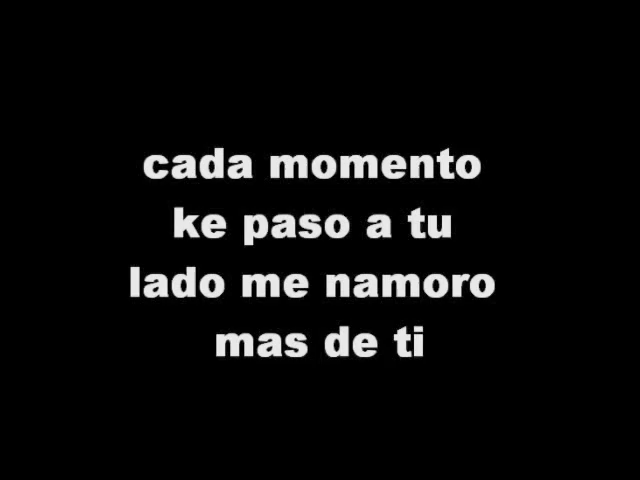 cada momento
ke paso a tu
lado me namoro
mas de ti